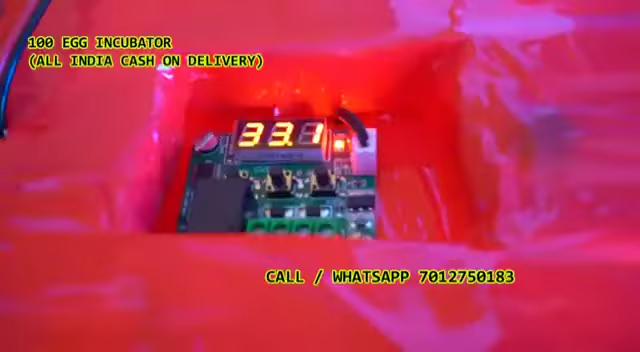 100 EGG INCUBATOR
(ALL INDIA CASH ON DELIVERY)
33.1
CALL / WHATSAPP 7012750183